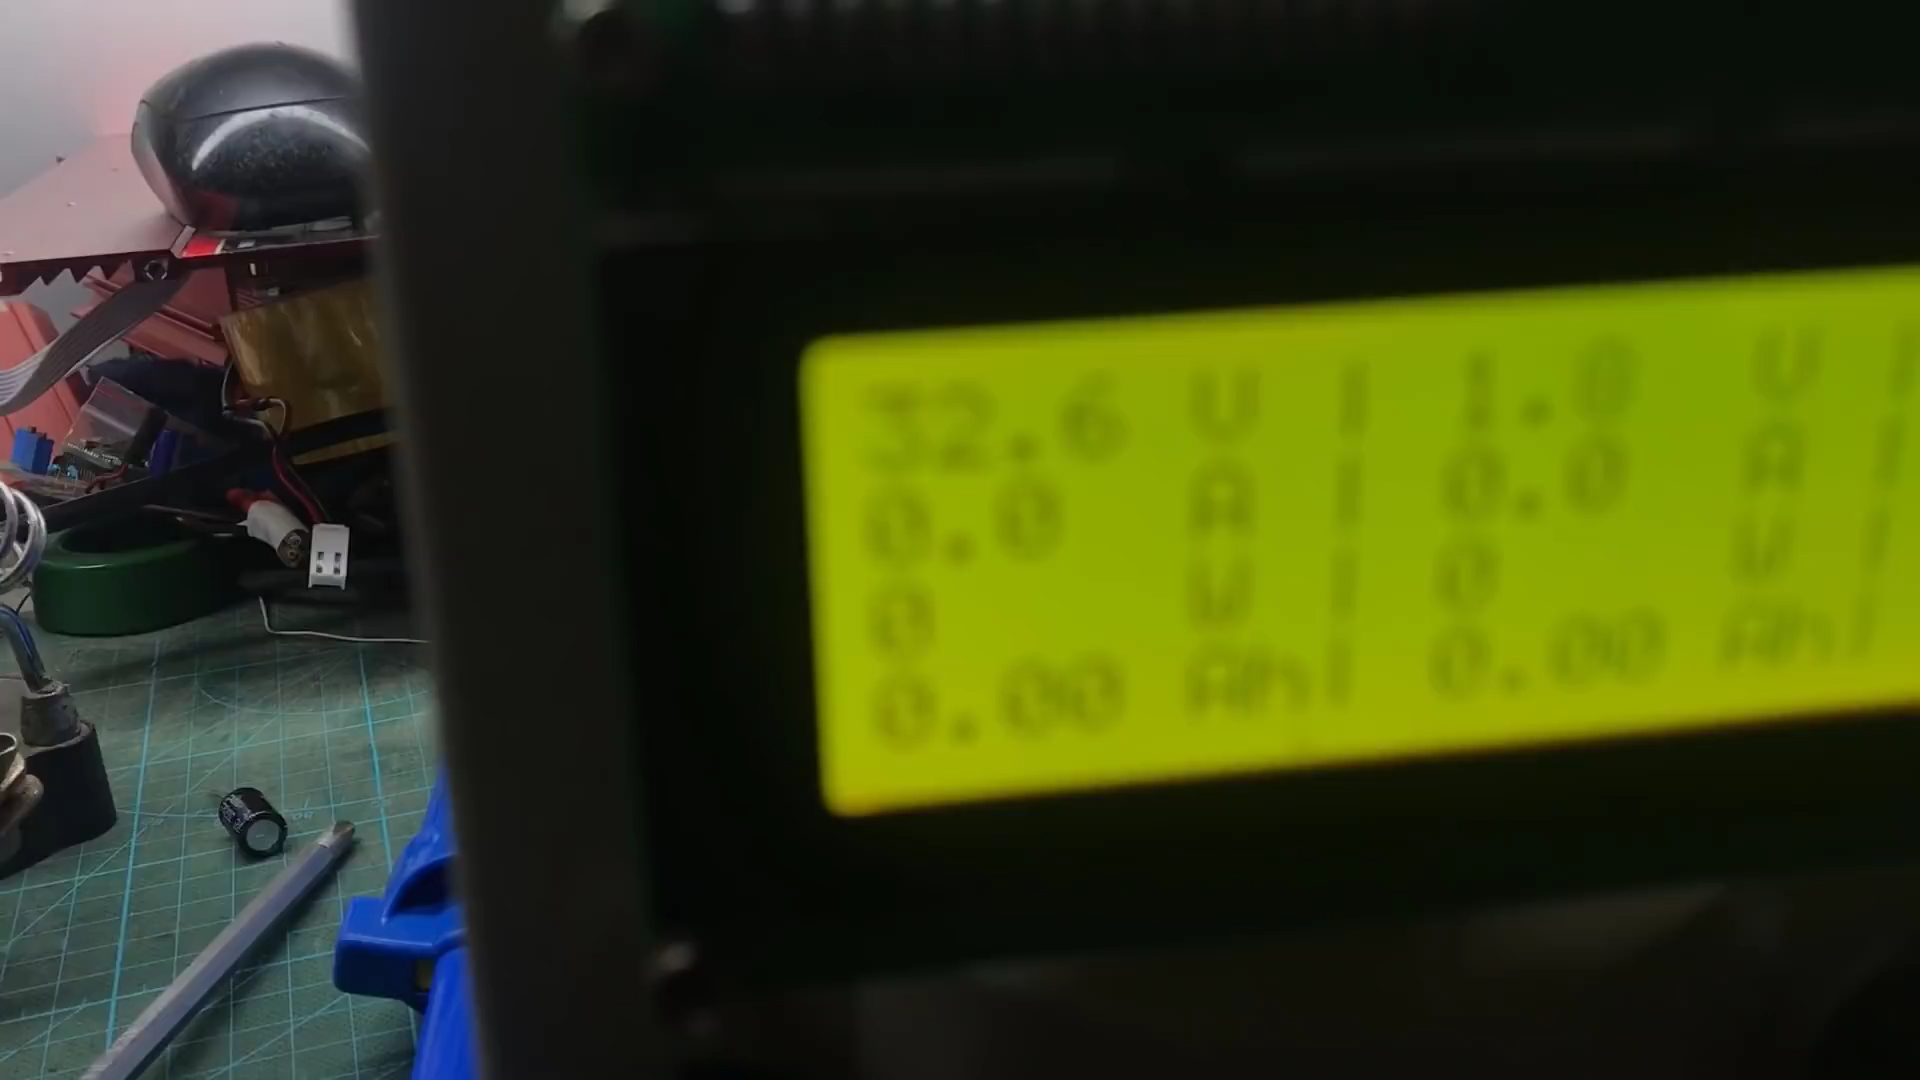 32.6 V | 1.0 V |
0.0 A | 0.0 A |
0 W | 0 W |
0.00 Ah| 0.00 Ah|